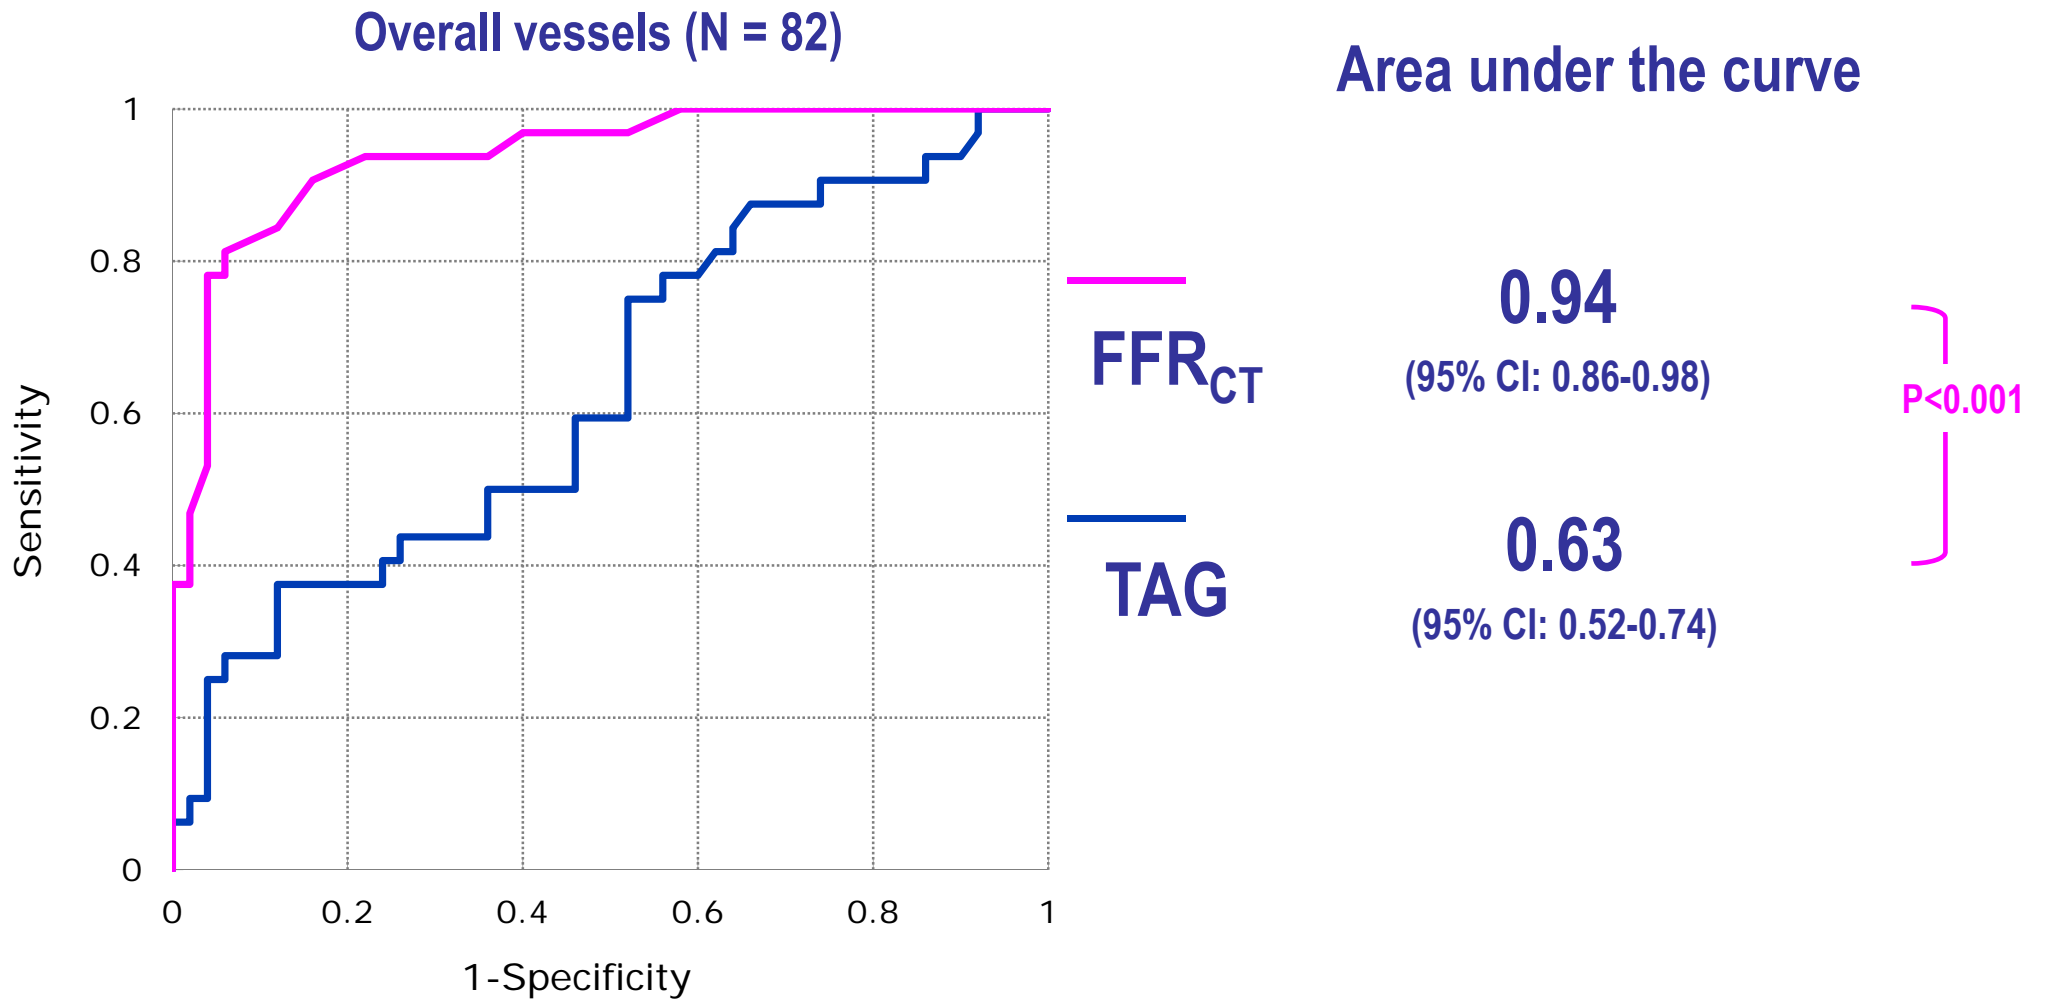 Overall vessels (N = 82)
Area under the curve
1
0.8
0.6
0.4
0.2
0
0
0.2
0.4
0.6
0.8
1
Sensitivity
1-Specificity
FFRCT
0.94
(95% CI: 0.86-0.98)
P<0.001
TAG
0.63
(95% CI: 0.52-0.74)